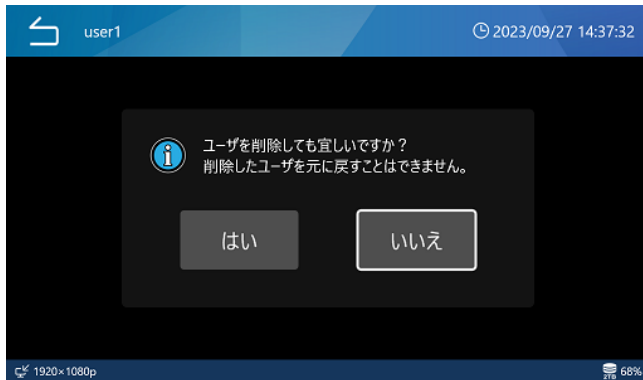 user1
2023/09/27 14:37:32
ユーザを削除しても宜しいですか？
削除したユーザを元に戻すことはできません。
はい
いいえ
1920×1080p
2TB
68%